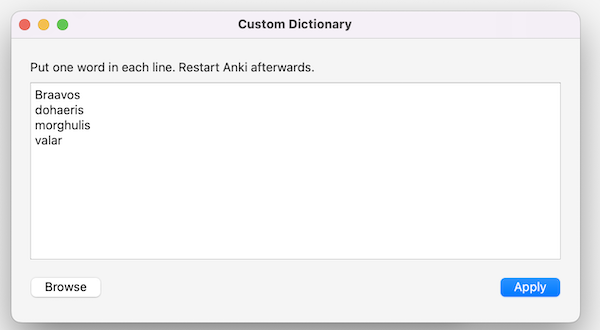 Custom Dictionary
Put one word in each line. Restart Anki afterwards.
Braavos
dohaeris
morghulis
valar
Browse
Apply